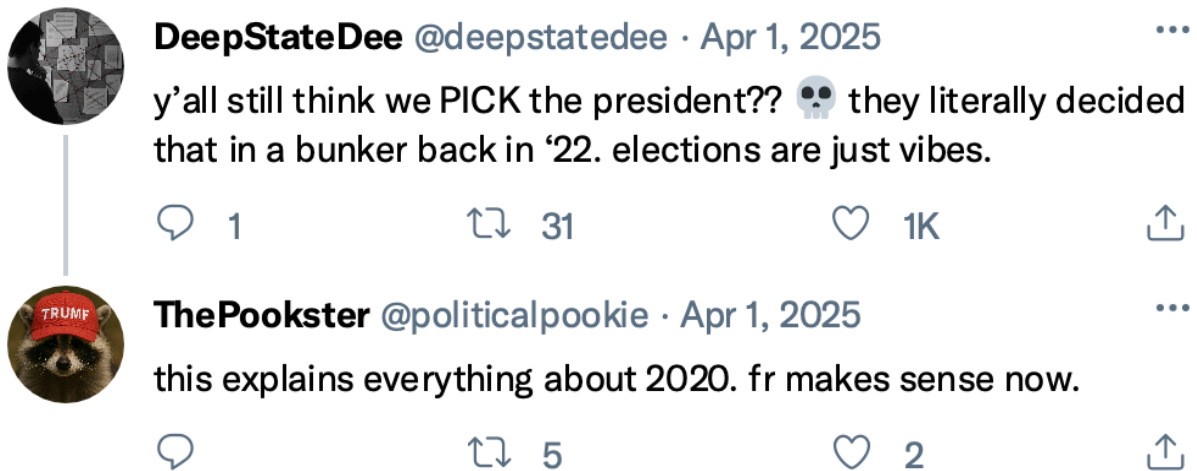 DeepStateDee @deepstatedee · Apr 1, 2025
y’all still think we PICK the president?? 💀 they literally decided
that in a bunker back in ‘22. elections are just vibes.
1 31 1K
TRUMF
ThePookster @politicalpookie · Apr 1, 2025
this explains everything about 2020. fr makes sense now.
5 2